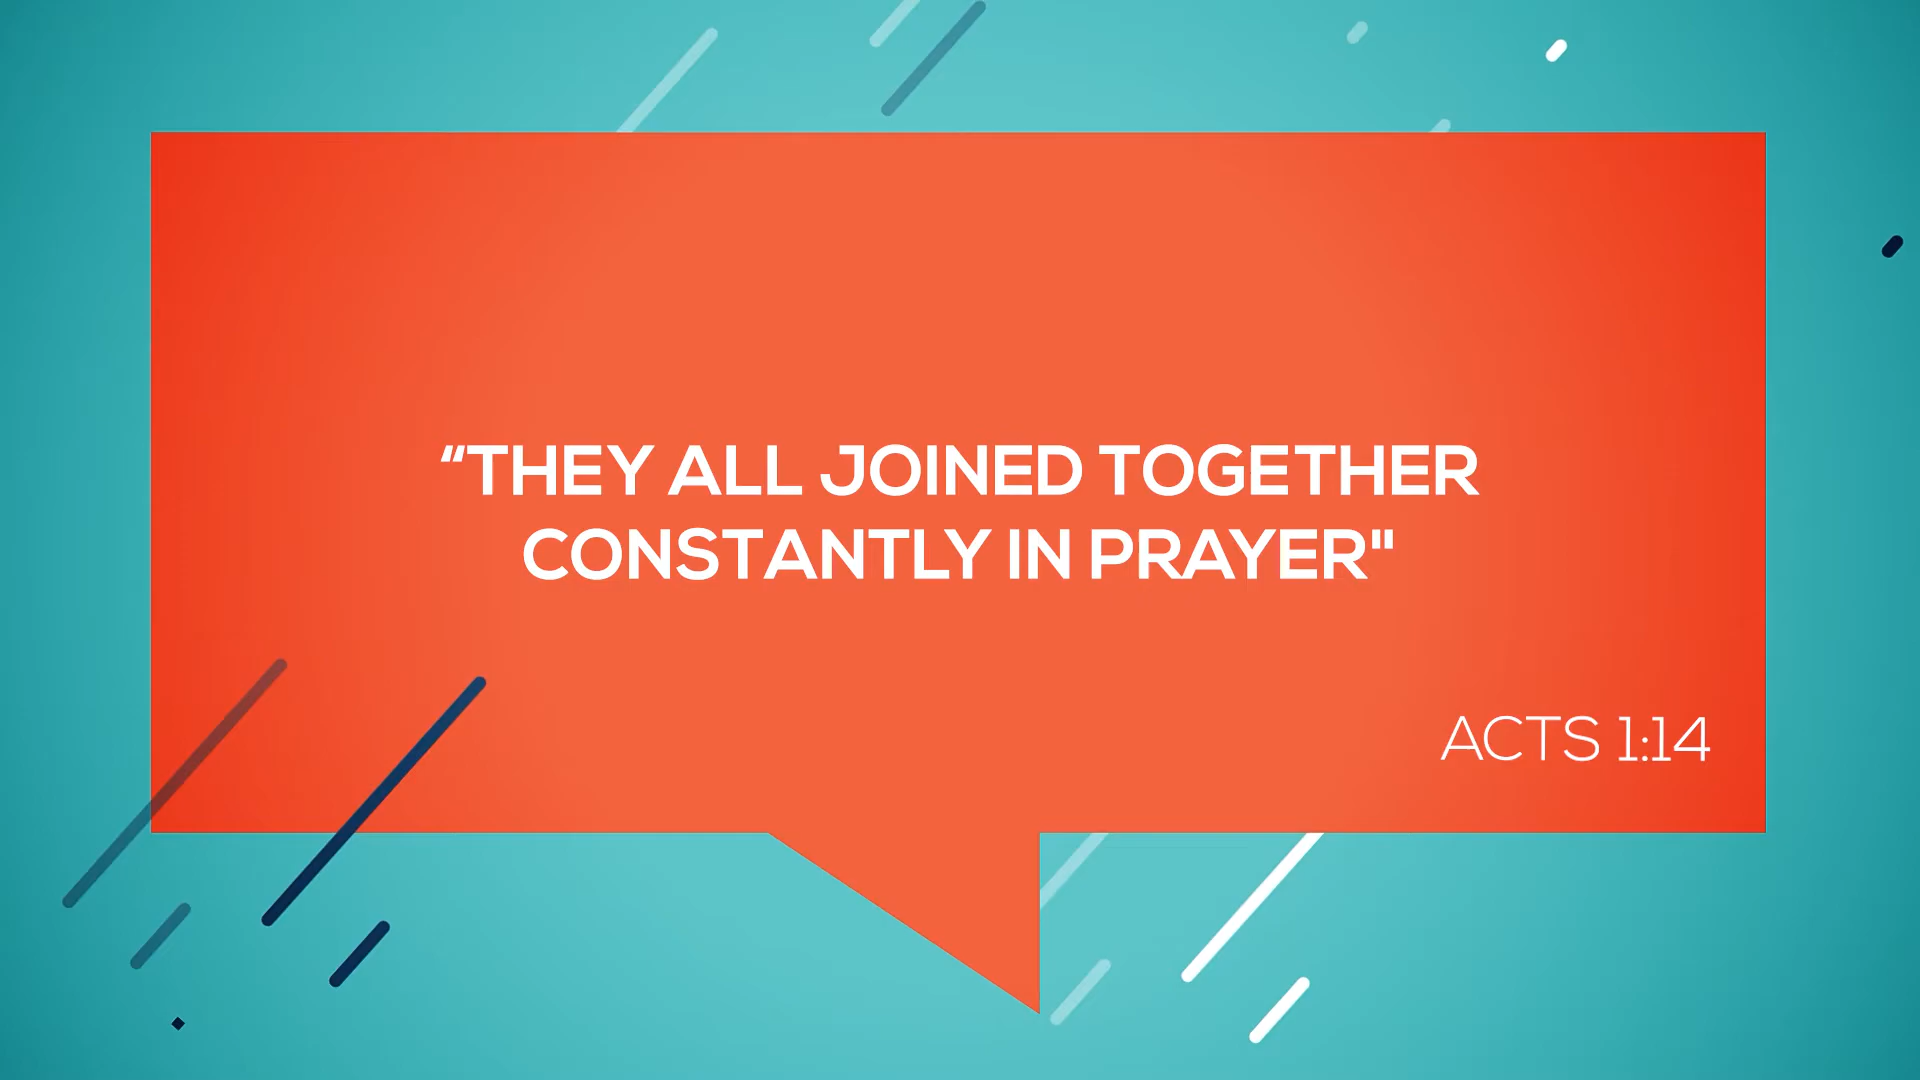 “THEY ALL JOINED TOGETHER
CONSTANTLY IN PRAYER"
ACTS 1:14